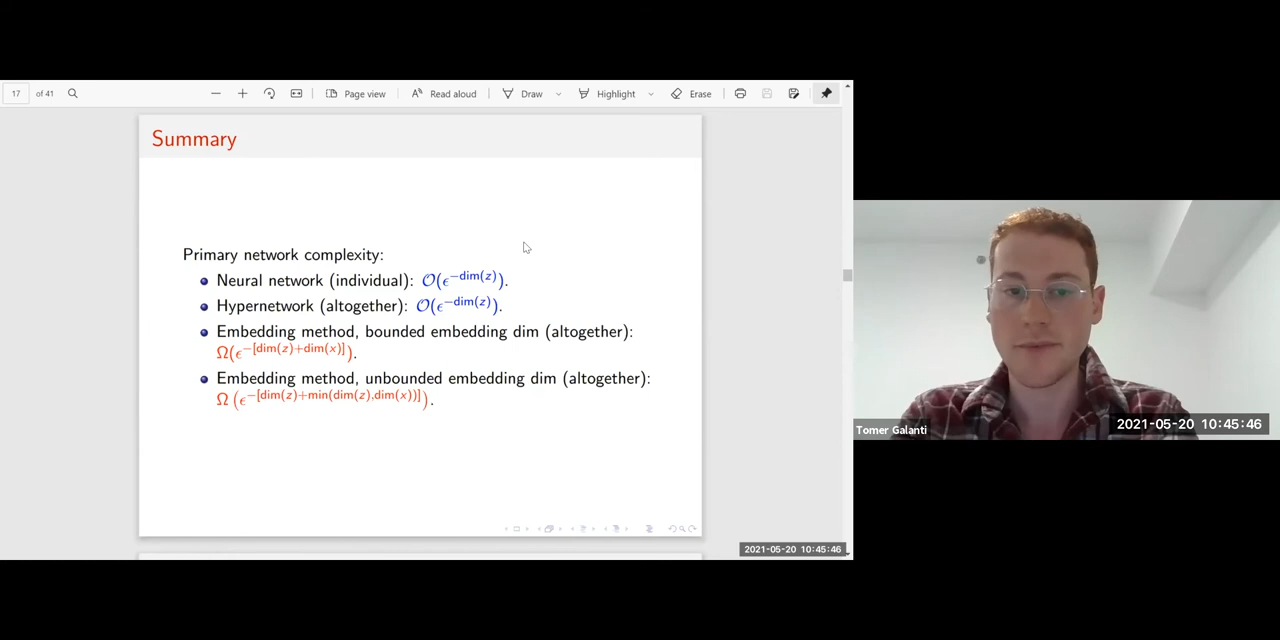 17 of 41 Page view Read aloud Draw Highlight Erase
Summary
Primary network complexity:
Neural network (individual): 𝒪(ϵ^{−dim(z)}).
Hypernetwork (altogether): 𝒪(ϵ^{−dim(z)}).
Embedding method, bounded embedding dim (altogether):
Ω(ϵ^{−[dim(z)+dim(x)]}).
Embedding method, unbounded embedding dim (altogether):
Ω (ϵ^{−[dim(z)+min(dim(z),dim(x))]}).
2021-05-20 10:45:46
Tomer Galanti
2021-05-20 10:45:46